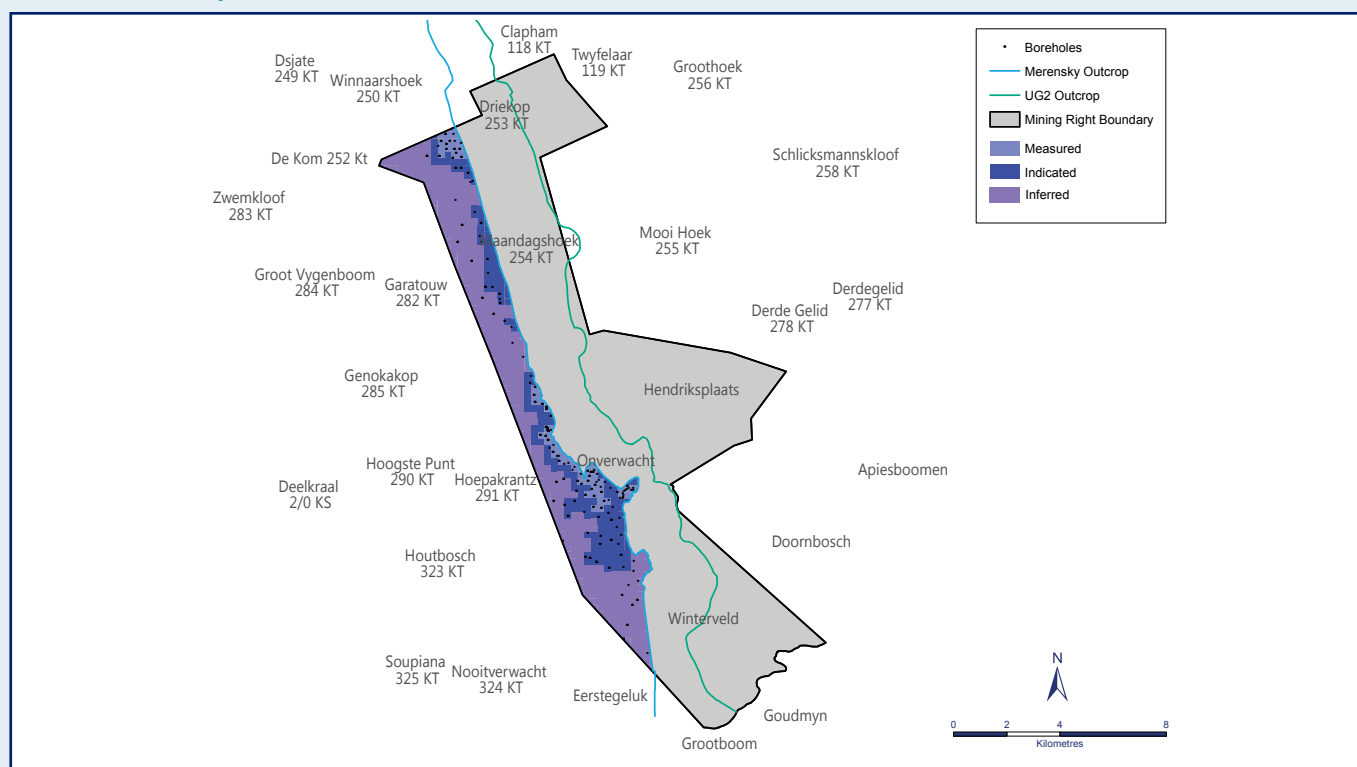 Clapham
118 KT
Twyfelaar
119 KT
Dsjate
249 KT
Groothoek
256 KT
Winnaarshoek
250 KT
Driekop
253 KT
De Kom 252 Kt
Schlicksmannskloof
258 KT
Zwemkloof
283 KT
Mooi Hoek
255 KT
Maandagshoek
254 KT
Groot Vygenboom
284 KT
Garatouw
282 KT
Derdegelid
277 KT
Derde Gelid
278 KT
Genokakop
285 KT
Hendriksplaats
Hoogste Punt
290 KT
Onverwacht
Hoepakrantz
291 KT
Apiesboomen
Deelkraal
2/0 KS
Doornbosch
Houtbosch
323 KT
Winterveld
Soupiana
325 KT
Nooitverwacht
324 KT
Eerstegeluk
Goudmyn
Grootboom
Boreholes
Merensky Outcrop
UG2 Outcrop
Mining Right Boundary
Measured
Indicated
Inferred
N
0 2 4 8
Kilometres